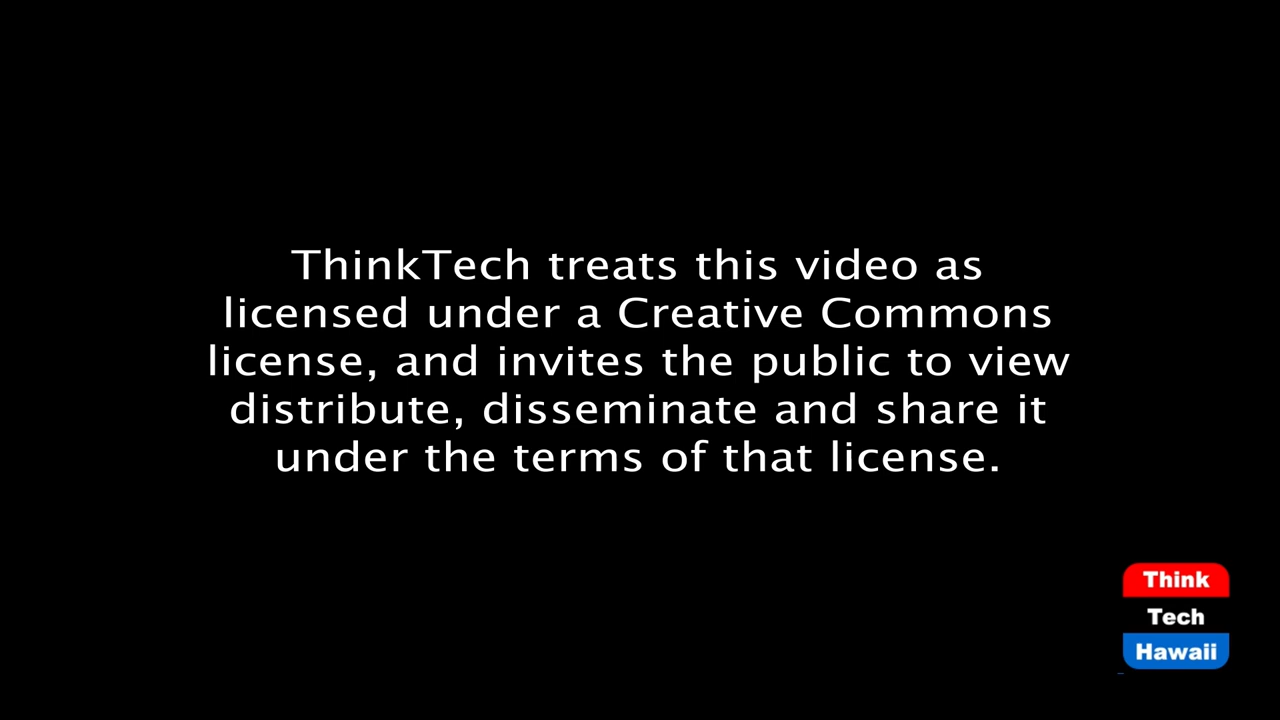 ThinkTech treats this video as
licensed under a Creative Commons
license, and invites the public to view
distribute, disseminate and share it
under the terms of that license.
Think
Tech
Hawaii